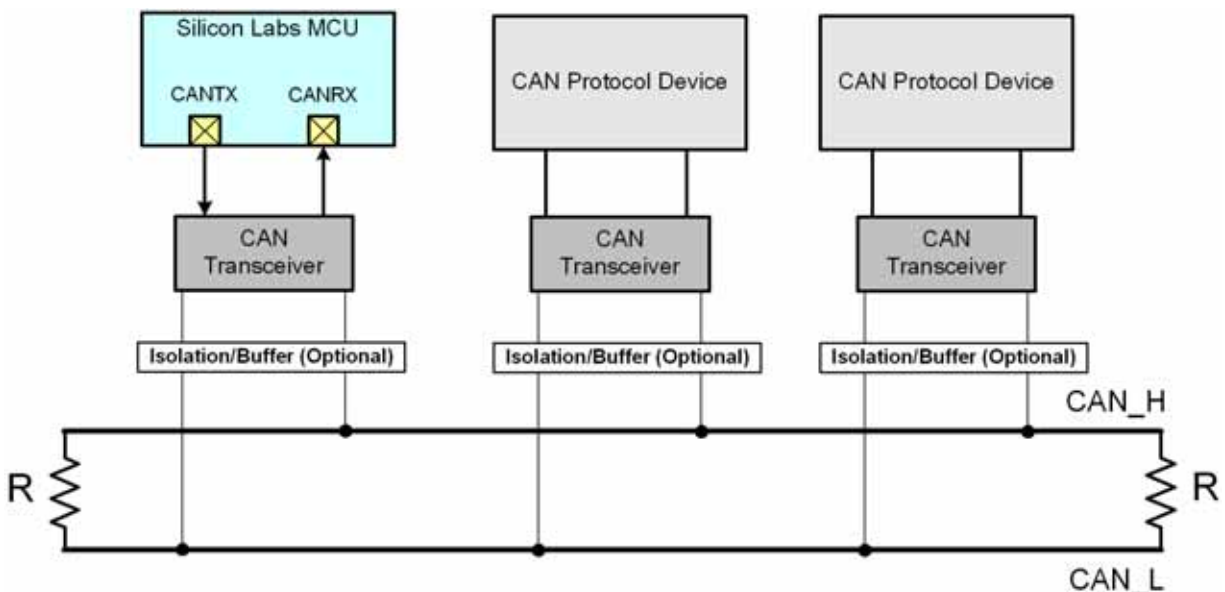 Silicon Labs MCU
CANTX
CANRX
CAN Protocol Device
CAN Protocol Device
CAN
Transceiver
CAN
Transceiver
CAN
Transceiver
Isolation/Buffer (Optional)
Isolation/Buffer (Optional)
Isolation/Buffer (Optional)
CAN_H
R
R
CAN_L